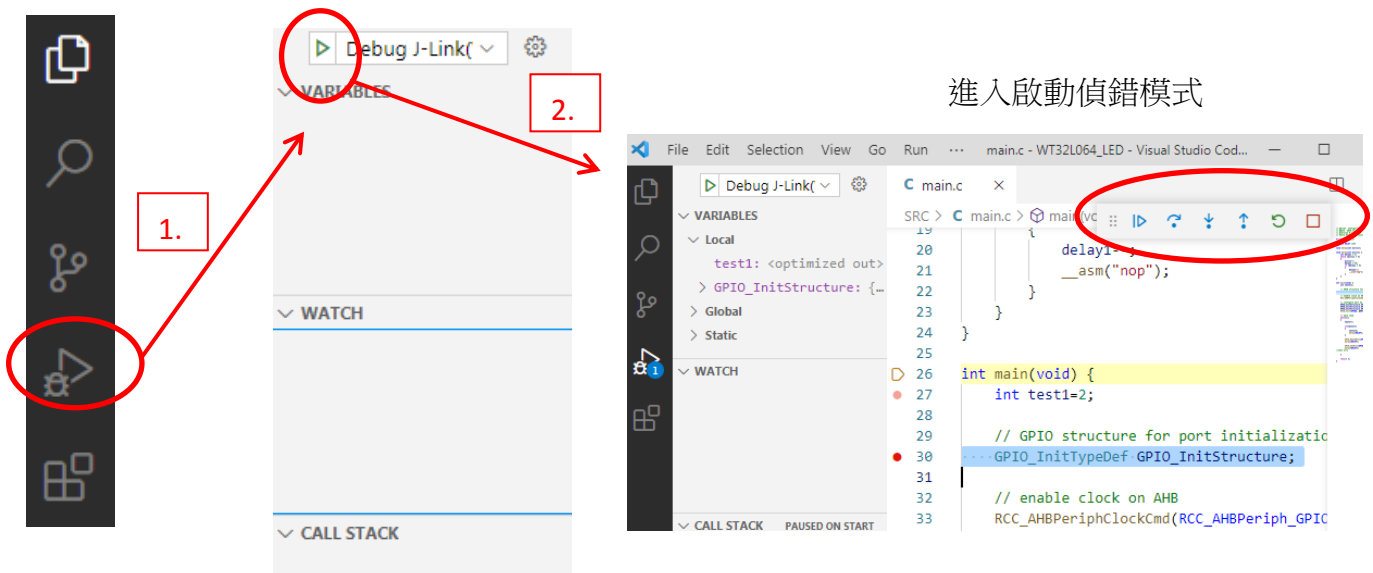 Debug J-Link(
VARIABLES
1.
WATCH
CALL STACK
2.
進入啟動偵錯模式
File Edit Selection View Go Run ··· main.c - WT32L064_LED - Visual Studio Cod...
Debug J-Link(
VARIABLES
Local
test1: <optimized out>
GPIO_InitStructure: {…
Global
Static
WATCH
1
CALL STACK PAUSED ON START
C main.c ×
SRC > C main.c > main(vo
19 {
20 delay1--;
21 __asm("nop");
22 }
23 }
24 }
25
26 int main(void) {
27 int test1=2;
28
29 // GPIO structure for port initializatio
30 ····GPIO_InitTypeDef·GPIO_InitStructure;
31
32 // enable clock on AHB
33 RCC_AHBPeriphClockCmd(RCC_AHBPeriph_GPIO